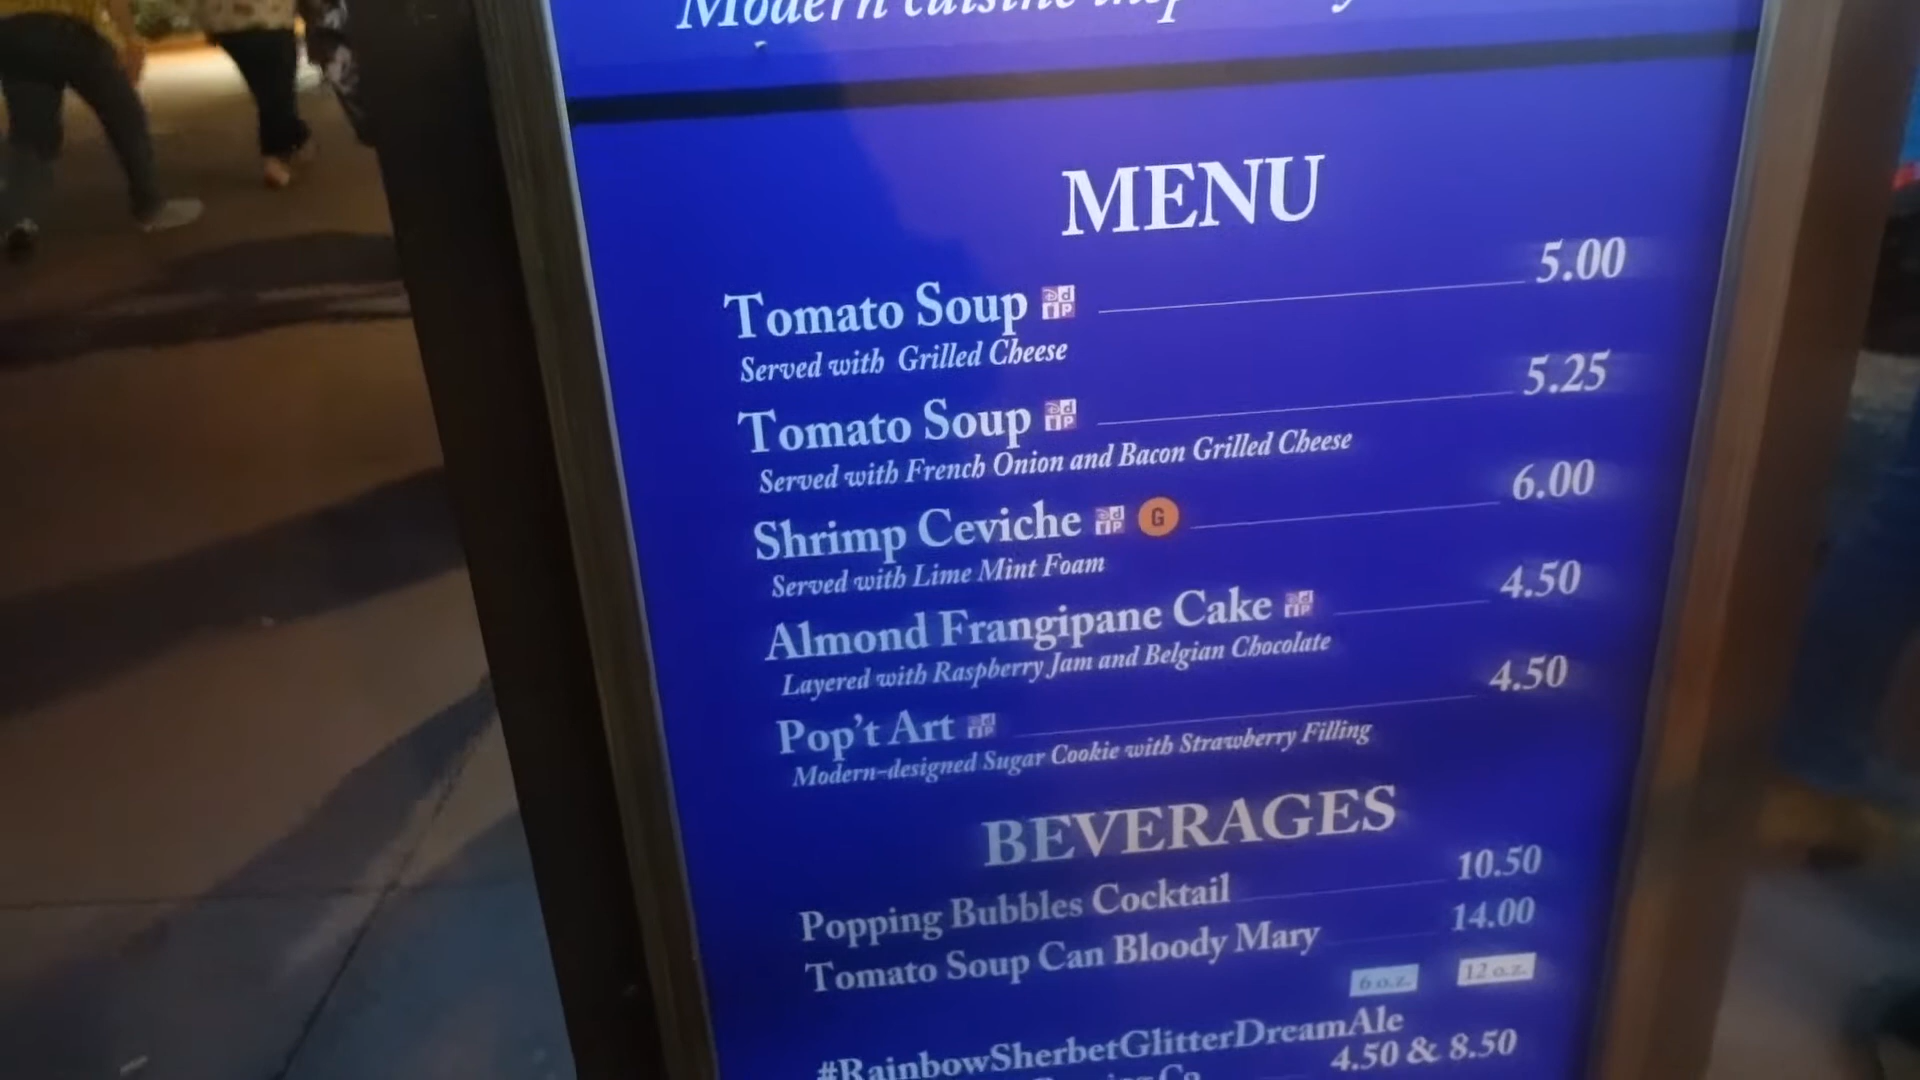 Modern cuisine
MENU
Tomato Soup 5.00
Served with Grilled Cheese
Tomato Soup 5.25
Served with French Onion and Bacon Grilled Cheese
Shrimp Ceviche G 6.00
Served with Lime Mint Foam
Almond Frangipane Cake 4.50
Layered with Raspberry Jam and Belgian Chocolate
Pop't Art 4.50
Modern-designed Sugar Cookie with Strawberry Filling
BEVERAGES
Popping Bubbles Cocktail 10.50
Tomato Soup Can Bloody Mary 14.00
6 o.z. 12 o.z.
#RainbowSherbetGlitterDreamAle
4.50 & 8.50